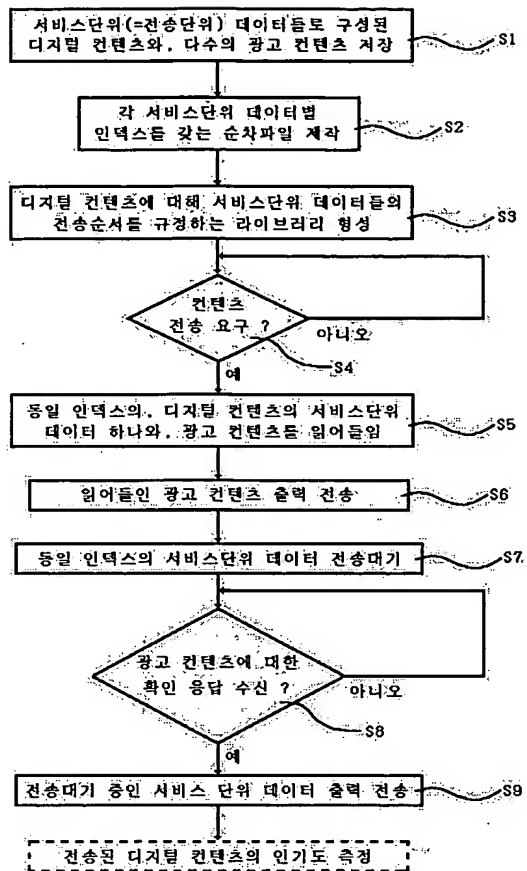 서비스단위(=전송단위) 데이터들로 구성된
디지털 컨텐츠와, 다수의 광고 컨텐츠 저장
S1
각 서비스단위 데이터별
인덱스를 갖는 순차파일 제작
S2
디지털 컨텐츠에 대해 서비스단위 데이터들의
전송순서를 규정하는 라이브러리 형성
S3
컨텐츠
전송 요구 ?
아니오
S4
예
동일 인덱스의, 디지털 컨텐츠의 서비스단위
데이터 하나와, 광고 컨텐츠를 읽어들임
S5
읽어들인 광고 컨텐츠 출력 전송
S6
동일 인덱스의 서비스단위 데이터 전송대기
S7
광고 컨텐츠에 대한
확인 응답 수신 ?
아니오
S8
예
전송대기 중인 서비스 단위 데이터 출력 전송
S9
전송된 디지털 컨텐츠의 인기도 측정